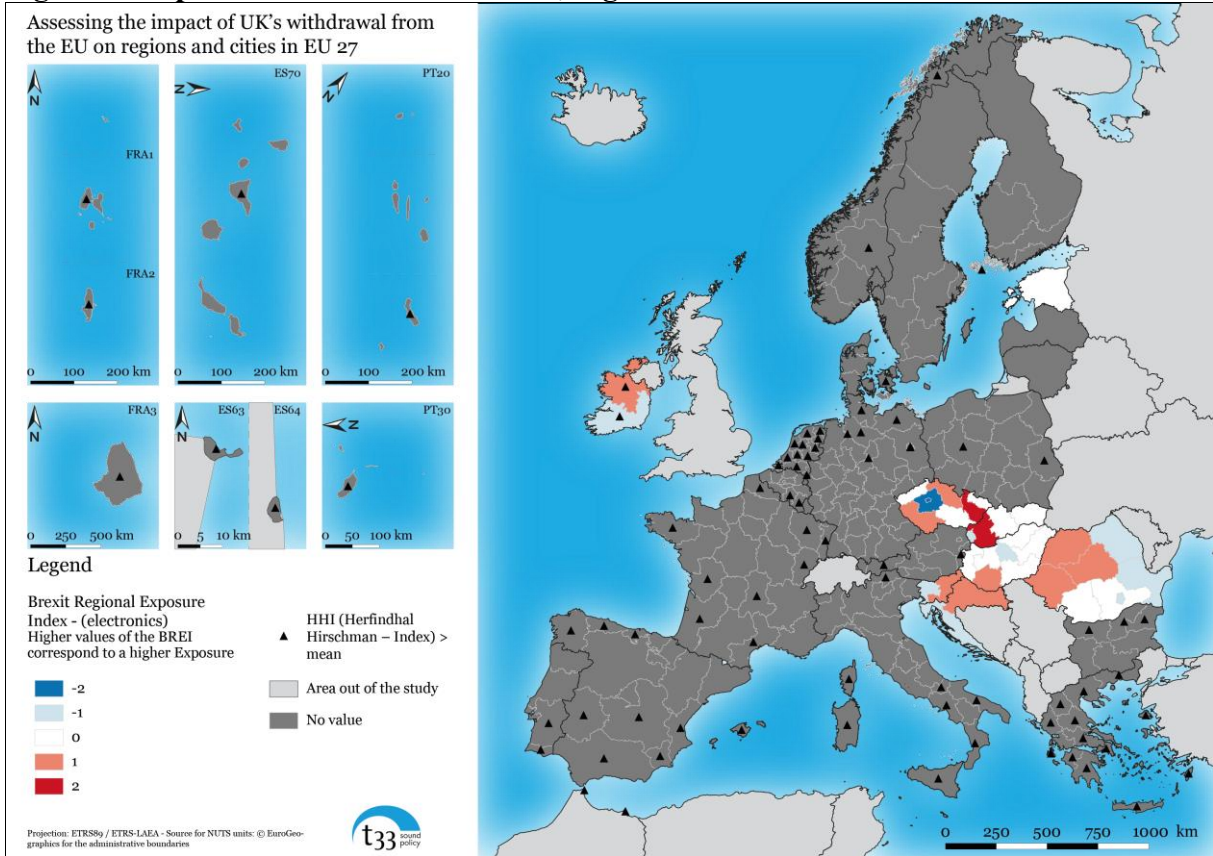 Assessing the impact of UK's withdrawal from
the EU on regions and cities in EU 27
N
FRA1
FRA2
0 100 200 km
N
ES70
0 100 200 km
N
PT20
0 100 200 km
N
FRA3
0 250 500 km
N
ES63
ES64
0 5 10 km
N
PT30
0 50 100 km
Legend
Brexit Regional Exposure
Index - (electronics)
Higher values of the BREI
correspond to a higher Exposure
-2
-1
0
1
2
HHI (Herfindhal
Hirschman – Index) >
mean
Area out of the study
No value
Projection: ETRS89 / ETRS-LAEA - Source for NUTS units: © EuroGeo-
graphics for the administrative boundaries
t33 sound
policy
0 250 500 750 1000 km